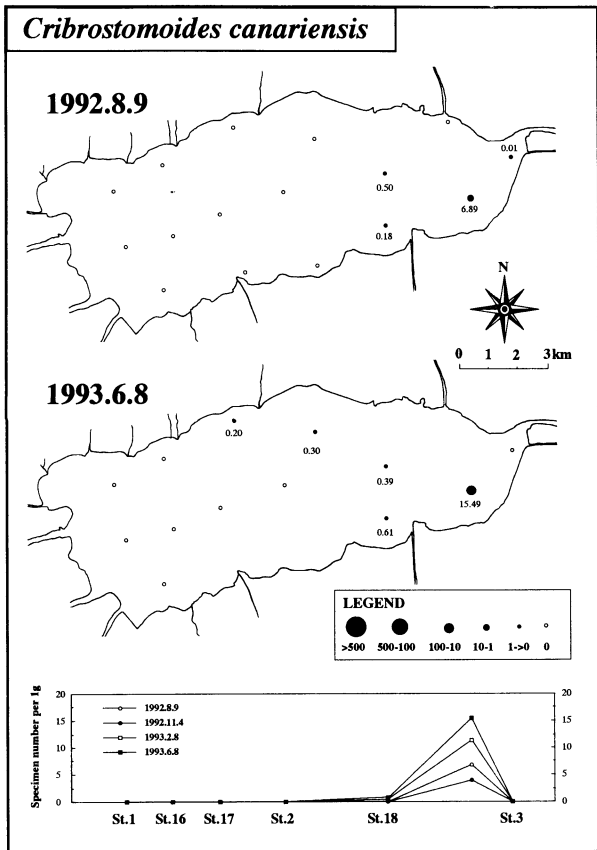 Cribrostomoides canariensis
1992.8.9
0.01
0.50
6.89
0.18
N
0 1 2 3km
1993.6.8
0.20
0.30
0.39
15.49
0.61
LEGEND
>500 500-100 100-10 10-1 1->0 0
Specimen number per 1g
20 20
15 15
10 10
5 5
0 0
1992.8.9
1992.11.4
1993.2.8
1993.6.8
St.1 St.16 St.17 St.2 St.18 St.3